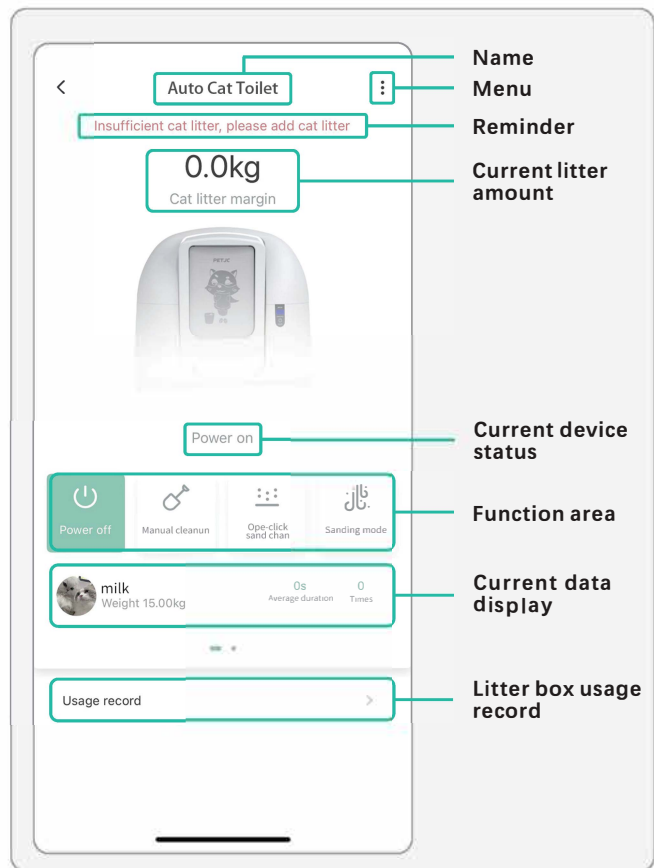 Name
Auto Cat Toilet
Menu
Insufficient cat litter, please add cat litter
Reminder
0.0kg
Cat litter margin
Current litter
amount
Power on
Current device
status
Power off
Manual cleanun
Ope-click
sand chan
Sanding mode
Function area
milk
Weight 15.00kg
0s
Average duration
0
Times
Current data
display
Usage record
Litter box usage
record